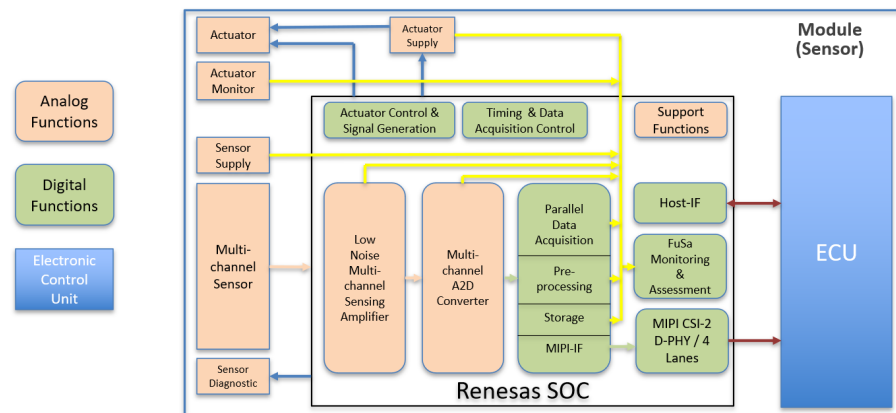 Module
(Sensor)
Actuator
Actuator
Supply
Actuator
Monitor
Analog
Functions
Actuator Control &
Signal Generation
Timing & Data
Acquisition Control
Support
Functions
Sensor
Supply
Digital
Functions
Multi-
channel
Sensor
Low
Noise
Multi-
channel
Sensing
Amplifier
Multi-
channel
A2D
Converter
Parallel
Data
Acquisition
Pre-
processing
Storage
MIPI-IF
Host-IF
FuSa
Monitoring
&
Assessment
MIPI CSI-2
D-PHY / 4
Lanes
ECU
Electronic
Control
Unit
Sensor
Diagnostic
Renesas SOC